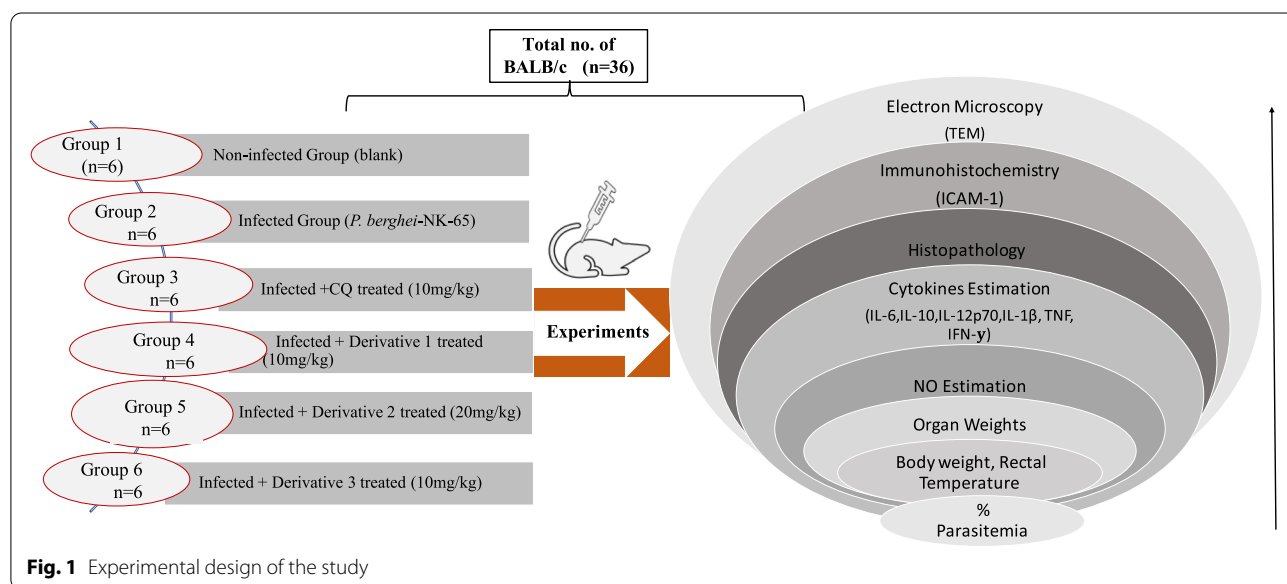 Total no. of
BALB/c (n=36)
Group 1
(n=6)
Non-infected Group (blank)
Group 2
n=6
Infected Group (P. berghei-NK-65)
Group 3
n=6
Infected +CQ treated (10mg/kg)
Group 4
n=6
Infected + Derivative 1 treated
(10mg/kg)
Group 5
n=6
Infected + Derivative 2 treated (20mg/kg)
Group 6
n=6
Infected + Derivative 3 treated (10mg/kg)
Experiments
Electron Microscopy
(TEM)
Immunohistochemistry
(ICAM-1)
Histopathology
Cytokines Estimation
(IL-6,IL-10,IL-12p70,IL-1β, TNF,
IFN-y)
NO Estimation
Organ Weights
Body weight, Rectal
Temperature
%
Parasitemia
Fig. 1 Experimental design of the study